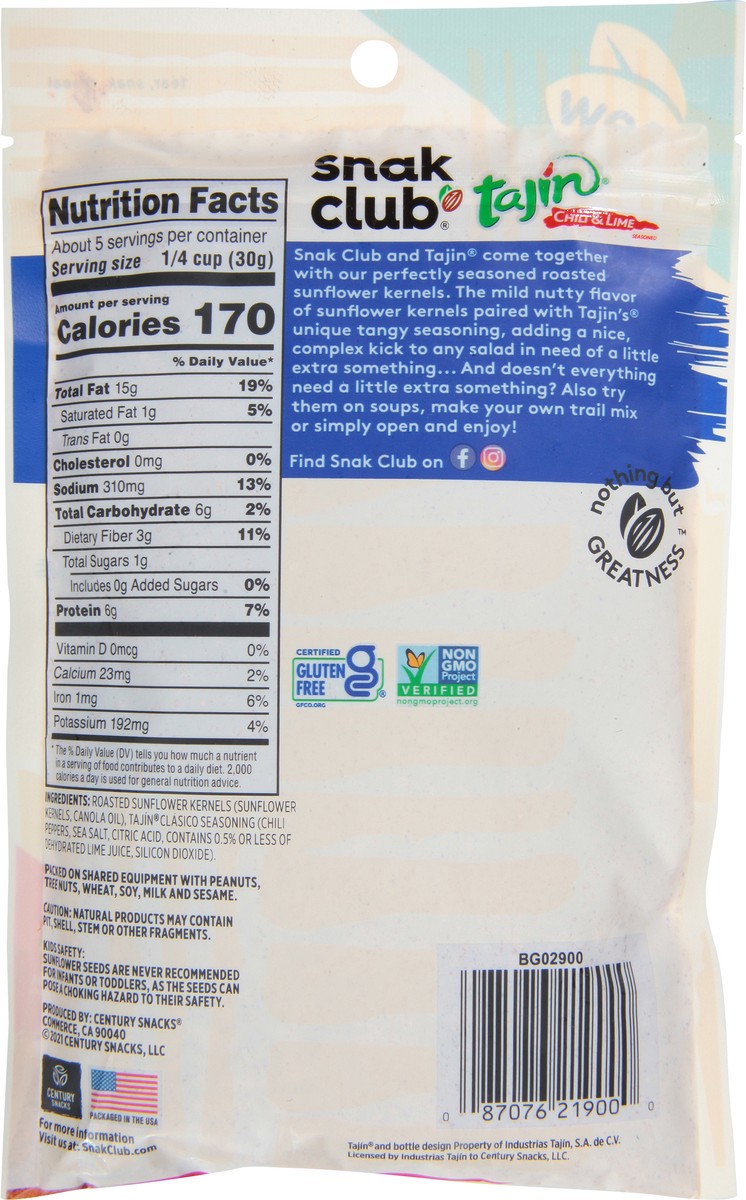 snak
club®
tajín®
CHILI & LIME
SEASONED
Nutrition Facts
About 5 servings per container
Serving size 1/4 cup (30g)
Amount per serving
Calories 170
% Daily Value*
Total Fat 15g 19%
Saturated Fat 1g 5%
Trans Fat 0g
Cholesterol 0mg 0%
Sodium 310mg 13%
Total Carbohydrate 6g 2%
Dietary Fiber 3g 11%
Total Sugars 1g
Includes 0g Added Sugars 0%
Protein 6g 7%
Vitamin D 0mcg 0%
Calcium 23mg 2%
Iron 1mg 6%
Potassium 192mg 4%
* The % Daily Value (DV) tells you how much a nutrient
in a serving of food contributes to a daily diet. 2,000
calories a day is used for general nutrition advice.
INGREDIENTS: ROASTED SUNFLOWER KERNELS (SUNFLOWER
KERNELS, CANOLA OIL), TAJÍN® CLÁSICO SEASONING (CHILI
PEPPERS, SEA SALT, CITRIC ACID, CONTAINS 0.5% OR LESS OF
DEHYDRATED LIME JUICE, SILICON DIOXIDE).
PACKED ON SHARED EQUIPMENT WITH PEANUTS,
TREE NUTS, WHEAT, SOY, MILK AND SESAME.
CAUTION: NATURAL PRODUCTS MAY CONTAIN
PIT, SHELL, STEM OR OTHER FRAGMENTS.
KIDS SAFETY:
SUNFLOWER SEEDS ARE NEVER RECOMMENDED
FOR INFANTS OR TODDLERS, AS THE SEEDS CAN
POSE A CHOKING HAZARD TO THEIR SAFETY.
PRODUCED BY: CENTURY SNACKS®
COMMERCE, CA 90040
©2021 CENTURY SNACKS, LLC
CENTURY
SNACKS
PACKAGED IN THE USA
For more information
Visit us at: SnakClub.com
Snak Club and Tajin® come together
with our perfectly seasoned roasted
sunflower kernels. The mild nutty flavor
of sunflower kernels paired with Tajin's®
unique tangy seasoning, adding a nice,
complex kick to any salad in need of a little
extra something... And doesn't everything
need a little extra something? Also try
them on soups, make your own trail mix
or simply open and enjoy!
Find Snak Club on
nothing but
GREATNESS™
CERTIFIED
GLUTEN
FREE
GFCO.ORG
NON
GMO
Project
VERIFIED
nongmoproject.org
BG02900
0 87076 21900 0
Tajín® and bottle design Property of Industrias Tajín, S.A. de C.V.
Licensed by Industrias Tajín to Century Snacks, LLC.